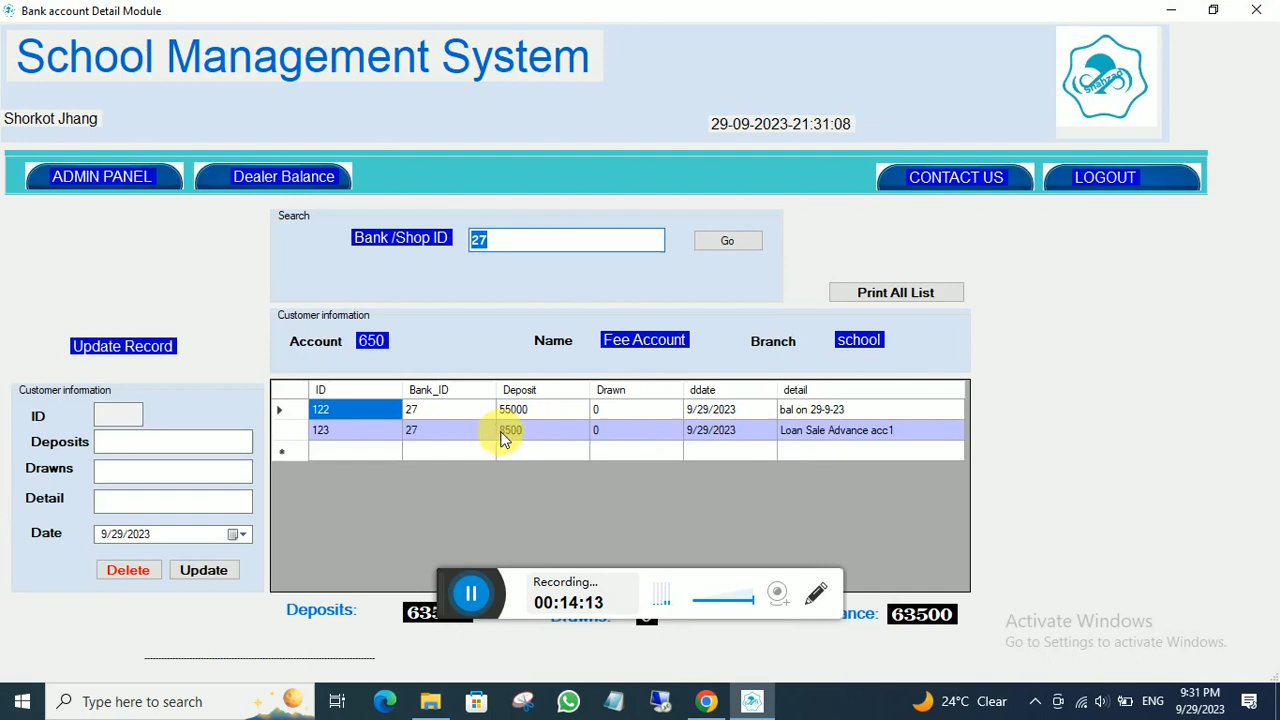 Bank account Detail Module
School Management System
Shahzad
Shorkot Jhang
29-09-2023-21:31:08
ADMIN PANEL
Dealer Balance
CONTACT US
LOGOUT
Search
Bank /Shop ID
27
Go
Print All List
Customer information
Account 650 Name Fee Account Branch school
Update Record
Customer information
ID
Deposits
Drawns
Detail
Date 9/29/2023
Delete Update
ID Bank_ID Deposit Drawn ddate detail
122 27 55000 0 9/29/2023 bal on 29-9-23
123 27 8500 0 9/29/2023 Loan Sale Advance acc1
Recording...
00:14:13
Deposits:
63500
Activate Windows
Go to Settings to activate Windows.
Type here to search
24°C Clear
ENG
9:31 PM
9/29/2023